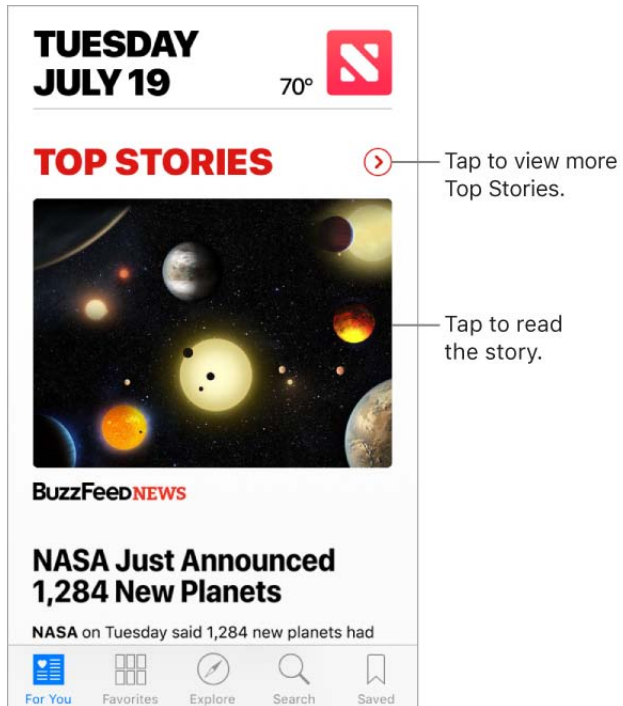 TUESDAY
JULY 19
70°
TOP STORIES
Tap to view more
Top Stories.
Tap to read
the story.
BuzzFeedNEWS
NASA Just Announced
1,284 New Planets
NASA on Tuesday said 1,284 new planets had
For You Favorites Explore Search Saved